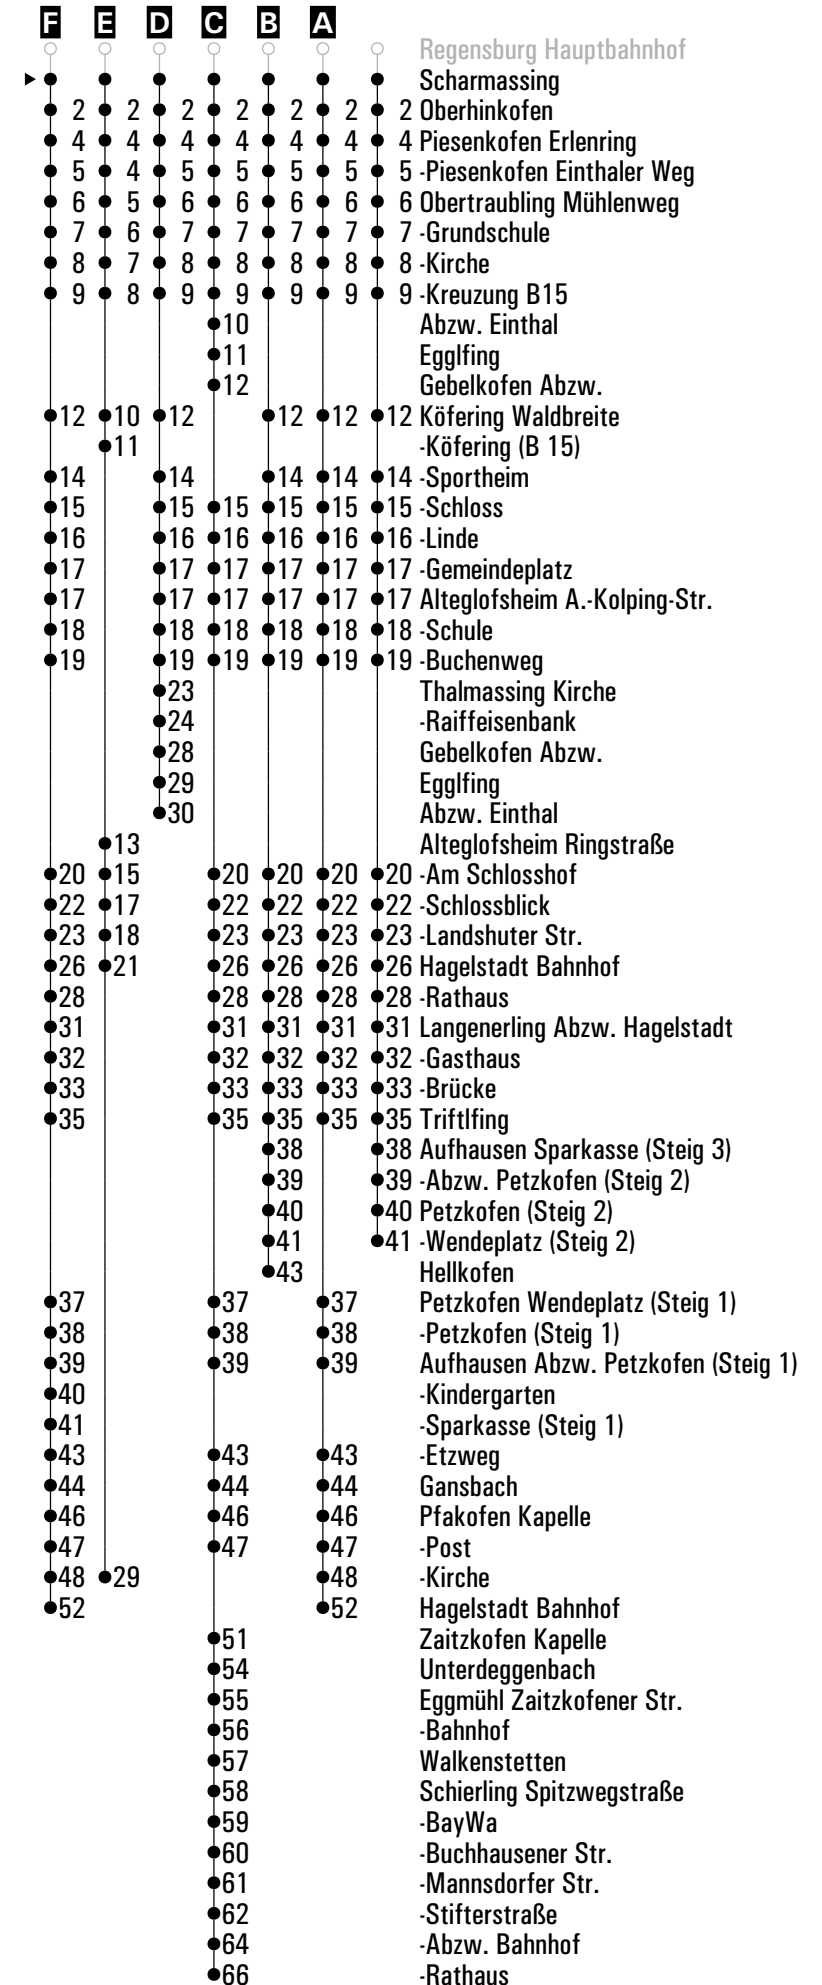 F E D C B A
Regensburg Hauptbahnhof
Scharmassing
2 2 2 2 2 2 2 Oberhinkofen
4 4 4 4 4 4 4 Piesenkofen Erlenring
5 4 5 5 5 5 5 -Piesenkofen Einthaler Weg
6 5 6 6 6 6 6 Obertraubling Mühlenweg
7 6 7 7 7 7 7 -Grundschule
8 7 8 8 8 8 8 -Kirche
9 8 9 9 9 9 9 -Kreuzung B15
10 Abzw. Einthal
11 Egglfing
12 Gebelkofen Abzw.
12 10 12 12 12 12 Köfering Waldbreite
11 -Köfering (B 15)
14 14 14 14 14 -Sportheim
15 15 15 15 15 15 -Schloss
16 16 16 16 16 16 -Linde
17 17 17 17 17 17 -Gemeindeplatz
17 17 17 17 17 17 Alteglofsheim A.-Kolping-Str.
18 18 18 18 18 18 -Schule
19 19 19 19 19 19 -Buchenweg
23 Thalmassing Kirche
24 -Raiffeisenbank
28 Gebelkofen Abzw.
29 Egglfing
30 Abzw. Einthal
13 Alteglofsheim Ringstraße
20 15 20 20 20 20 -Am Schlosshof
22 17 22 22 22 22 -Schlossblick
23 18 23 23 23 23 -Landshuter Str.
26 21 26 26 26 26 Hagelstadt Bahnhof
28 28 28 28 28 -Rathaus
31 31 31 31 31 Langenerling Abzw. Hagelstadt
32 32 32 32 32 -Gasthaus
33 33 33 33 33 -Brücke
35 35 35 35 35 Triftlfing
38 38 Aufhausen Sparkasse (Steig 3)
39 39 -Abzw. Petzkofen (Steig 2)
40 40 Petzkofen (Steig 2)
41 41 -Wendeplatz (Steig 2)
43 Hellkofen
37 37 37 Petzkofen Wendeplatz (Steig 1)
38 38 38 -Petzkofen (Steig 1)
39 39 39 Aufhausen Abzw. Petzkofen (Steig 1)
40 -Kindergarten
41 -Sparkasse (Steig 1)
43 43 43 -Etzweg
44 44 44 Gansbach
46 46 46 Pfakofen Kapelle
47 47 47 -Post
48 29 48 -Kirche
52 52 Hagelstadt Bahnhof
51 Zaitzkofen Kapelle
54 Unterdeggenbach
55 Eggmühl Zaitzkofener Str.
56 -Bahnhof
57 Walkenstetten
58 Schierling Spitzwegstraße
59 -BayWa
60 -Buchhausener Str.
61 -Mannsdorfer Str.
62 -Stifterstraße
64 -Abzw. Bahnhof
66 -Rathaus